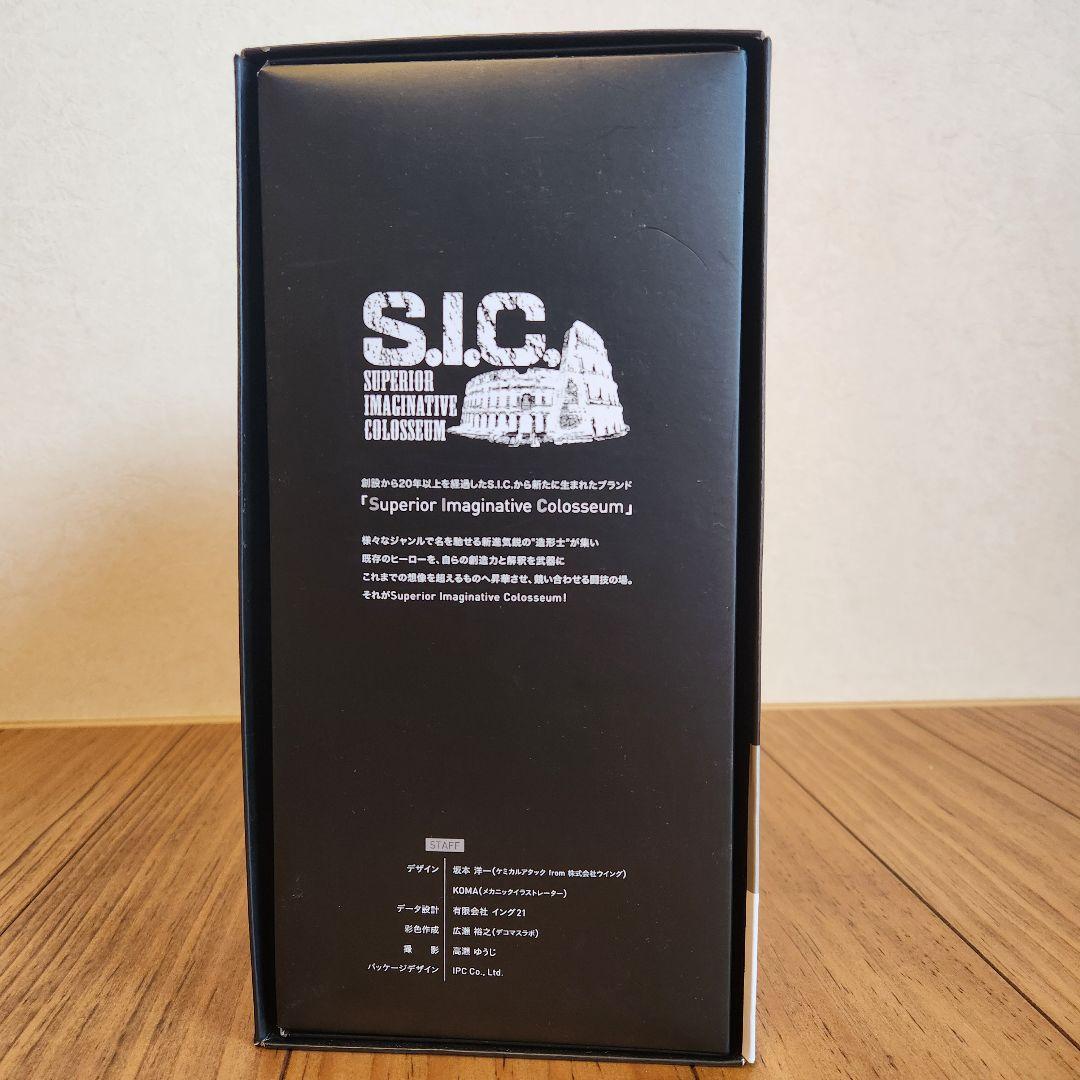 S.I.C.
SUPERIOR
IMAGINATIVE
COLOSSEUM
創設から20年以上を経過したS.I.C.から新たに生まれたブランド
「Superior Imaginative Colosseum」
様々なジャンルで名を馳せる新進気鋭の"造形士"が集い
既存のヒーローを、自らの創造力と解釈を武器に
これまでの想像を超えるものへ昇華させ、競い合わせる闘技の場。
それがSuperior Imaginative Colosseum!
STAFF
デザイン 坂本 洋一(ケミカルアタック from 株式会社ウイング)
KOMA(メカニックイラストレーター)
データ設計 有限会社 イング21
彩色作成 広瀬 裕之(デコマスラボ)
撮 影 高瀬 ゆうじ
パッケージデザイン IPC Co., Ltd.